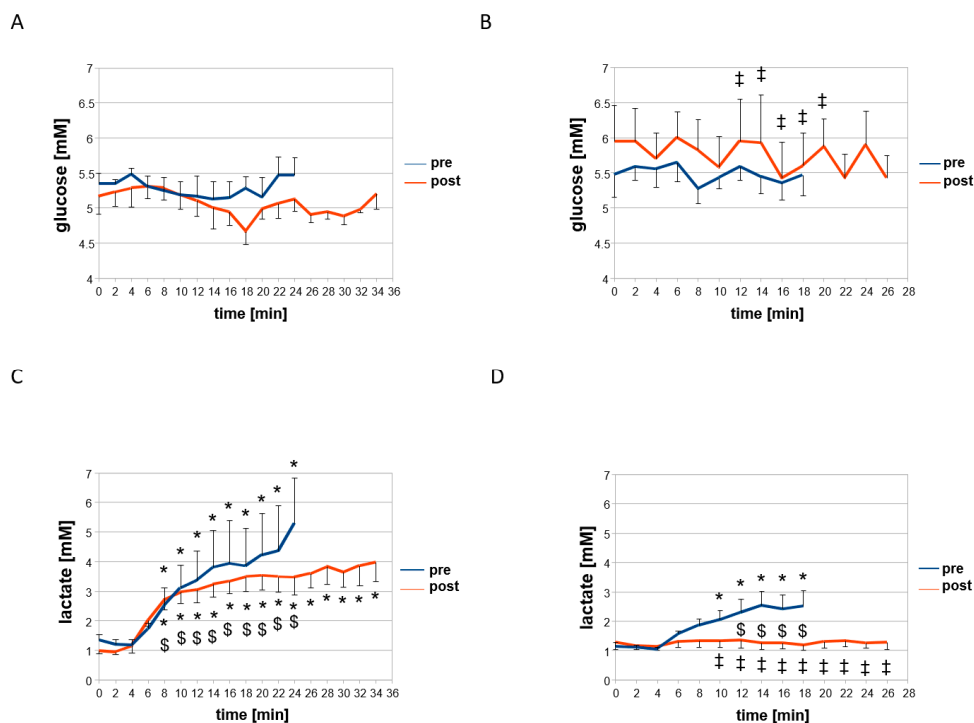 A
B
7
6.5
6
5.5
5
4.5
4
glucose [mM]
0 2 4 6 8 10 12 14 16 18 20 22 24 26 28 30 32 34 36
time [min]
pre
post
7
6.5
6
5.5
5
4.5
4
glucose [mM]
‡ ‡ ‡ ‡ ‡
0 2 4 6 8 10 12 14 16 18 20 22 24 26 28
time [min]
pre
post
C
D
7
6
5
4
3
2
1
0
lactate [mM]
* * * * * * * * *
* * * * * * * * * * * * * *
$ $ $ $ $ $ $ $ $
0 2 4 6 8 10 12 14 16 18 20 22 24 26 28 30 32 34 36
time [min]
pre
post
7
6
5
4
3
2
1
0
lactate [mM]
* * * * *
$ $ $ $
‡ ‡ ‡ ‡ ‡ ‡ ‡ ‡ ‡
0 2 4 6 8 10 12 14 16 18 20 22 24 26 28
time [min]
pre
post